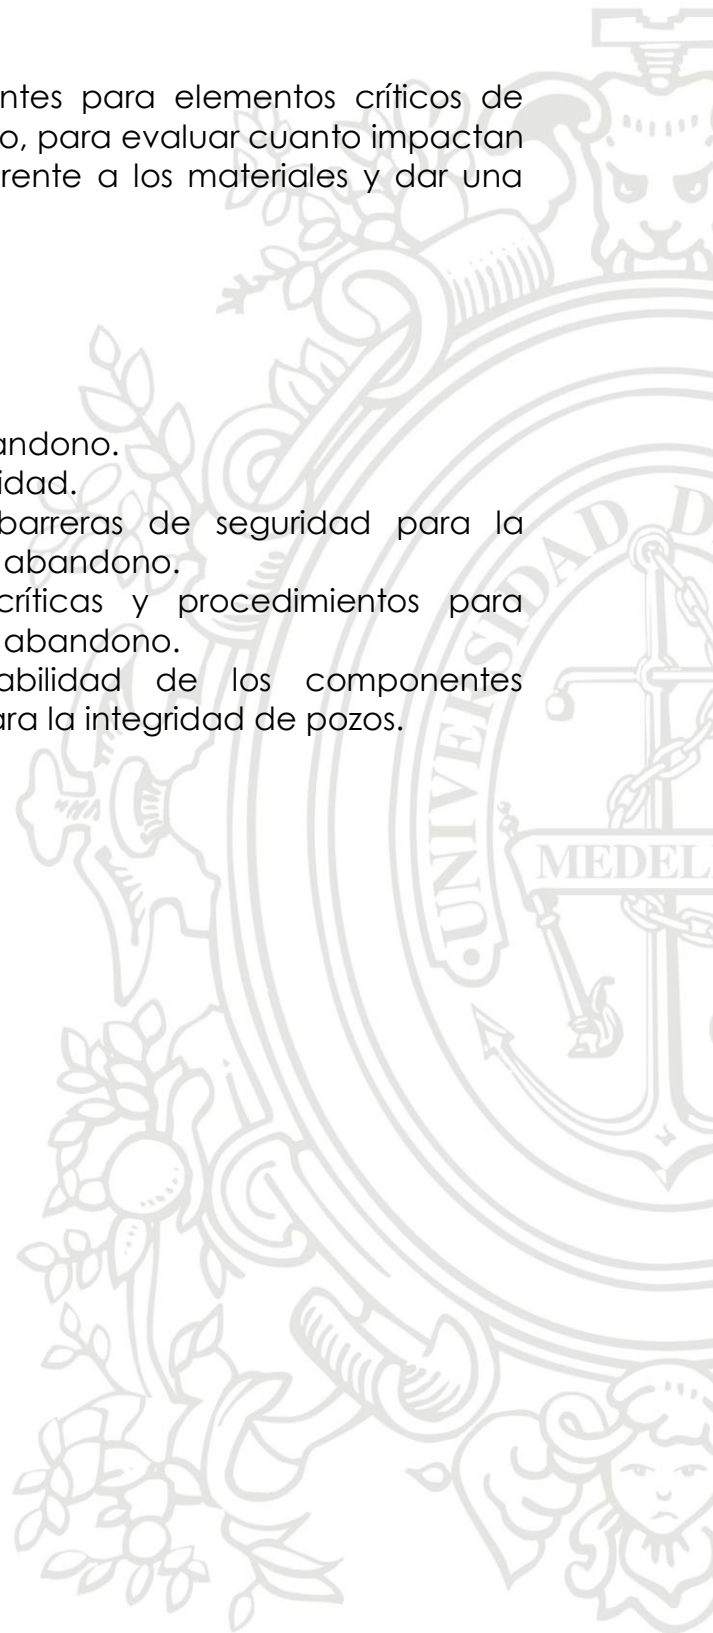 ntes para elementos críticos de
o, para evaluar cuanto impactan
rente a los materiales y dar una
andono.
idad.
barreras de seguridad para la
abandono.
críticas y procedimientos para
abandono.
abilidad de los componentes
ara la integridad de pozos.
UNIVERSIDAD D
MEDEL